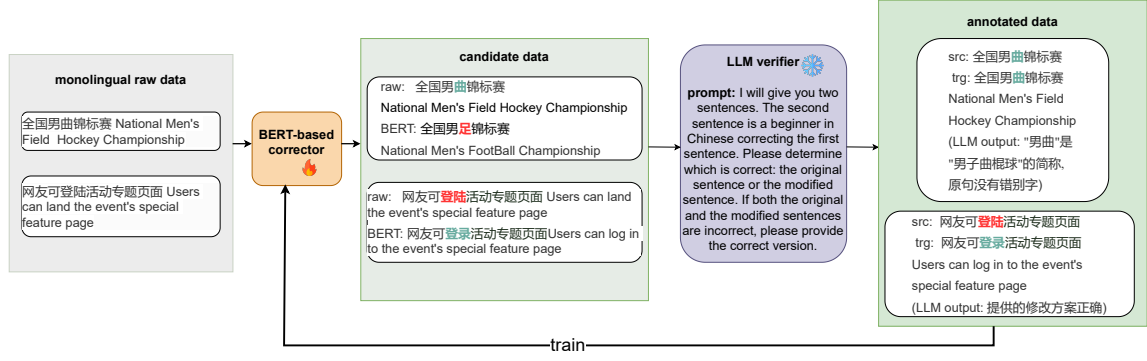 monolingual raw data
全国男曲锦标赛 National Men's
Field Hockey Championship
网友可登陆活动专题页面 Users
can land the event's special
feature page
BERT-based
corrector
candidate data
raw: 全国男曲锦标赛
National Men's Field Hockey Championship
BERT: 全国男足锦标赛
National Men's FootBall Championship
raw: 网友可登陆活动专题页面 Users can land
the event's special feature page
BERT: 网友可登录活动专题页面Users can log in
to the event's special feature page
LLM verifier
prompt: I will give you two
sentences. The second
sentence is a beginner in
Chinese correcting the first
sentence. Please determine
which is correct: the original
sentence or the modified
sentence. If both the original
and the modified sentences
are incorrect, please provide
the correct version.
annotated data
src: 全国男曲锦标赛
trg: 全国男曲锦标赛
National Men's Field
Hockey Championship
(LLM output: "男曲"是
"男子曲棍球"的简称,
原句没有错别字)
src: 网友可登陆活动专题页面
trg: 网友可登录活动专题页面
Users can log in to the event's
special feature page
(LLM output: 提供的修改方案正确)
train